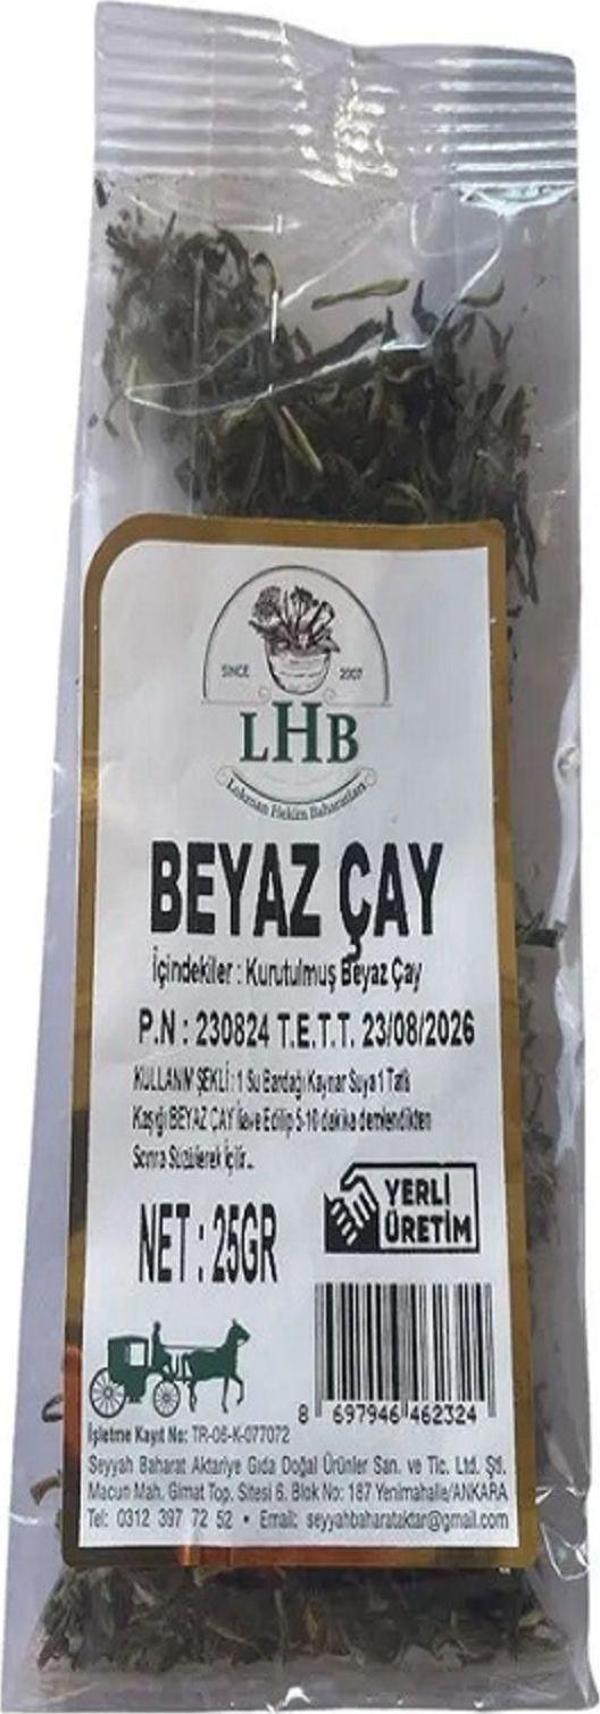 SINCE 2007
LHB
Lokman Hekim Baharatları
BEYAZ ÇAY
İçindekiler : Kurutulmuş Beyaz Çay
P.N : 230824 T.E.T.T. 23/08/2026
KULLANIM ŞEKLİ : 1 Su Bardağı Kaynar Suya 1 Tatlı
Kaşığı BEYAZ ÇAY İlave Edilip 5-10 dakika demlendikten
Sonra Süzülerek İçilir...
YERLİ
ÜRETİM
NET : 25GR
8 697946 462324
İşletme Kayıt No: TR-06-K-077072
Seyyah Baharat Aktariye Gıda Doğal Ürünler San. ve Tic. Ltd. Şti.
Macun Mah. Gimat Top. Sitesi 6. Blok No: 187 Yenimahalle/ANKARA
Tel: 0312 397 72 52 • Email: seyyahbaharataktar@gmail.com